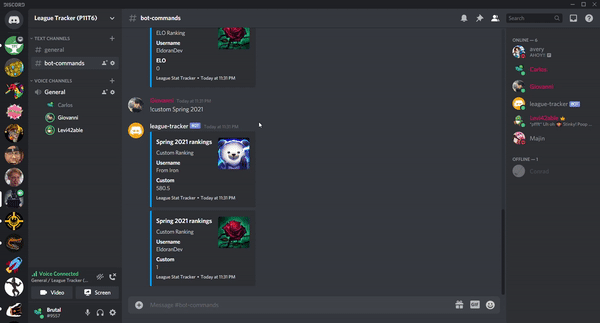 DISCORD
League Tracker (P11T6)
# bot-commands
Search
TEXT CHANNELS
# general
# bot-commands
VOICE CHANNELS
General
Carlos
Giovanni
Levi42able
Voice Connected
General / League Tracker (...
Video
Screen
Brutal
#9557
ELO Ranking
Username
EldoranDev
ELO
0
League Stat Tracker • Today at 11:31 PM
Giovanni Today at 11:31 PM
!custom Spring 2021
league-tracker BOT Today at 11:31 PM
Spring 2021 rankings
Custom Ranking
Username
From Iron
Custom
580.5
League Stat Tracker • Today at 11:31 PM
Spring 2021 rankings
Custom Ranking
Username
EldoranDev
Custom
1
League Stat Tracker • Today at 11:31 PM
Message #bot-commands
GIF
ONLINE — 6
avery
Carlos
Giovanni
league-tracker BOT
Levi42able
Majin
OFFLINE — 1